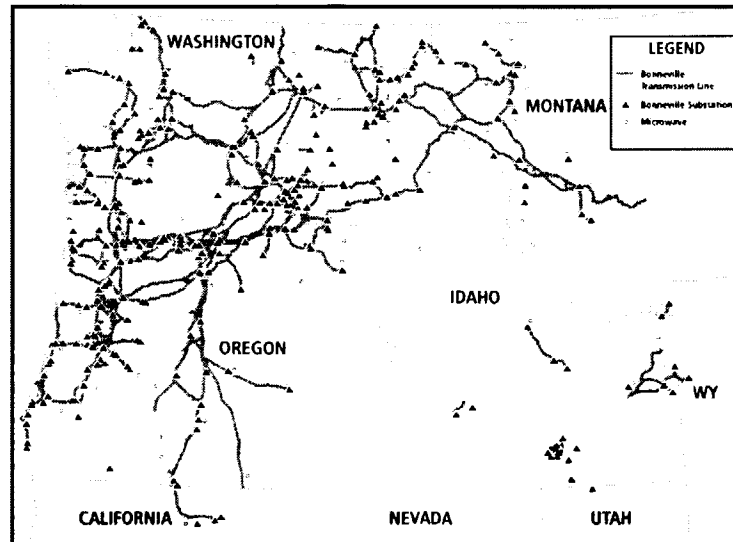 WASHINGTON
LEGEND
Bonneville
Transmission Line
Bonneville Substation
Microwave
MONTANA
IDAHO
OREGON
WY
CALIFORNIA
NEVADA
UTAH